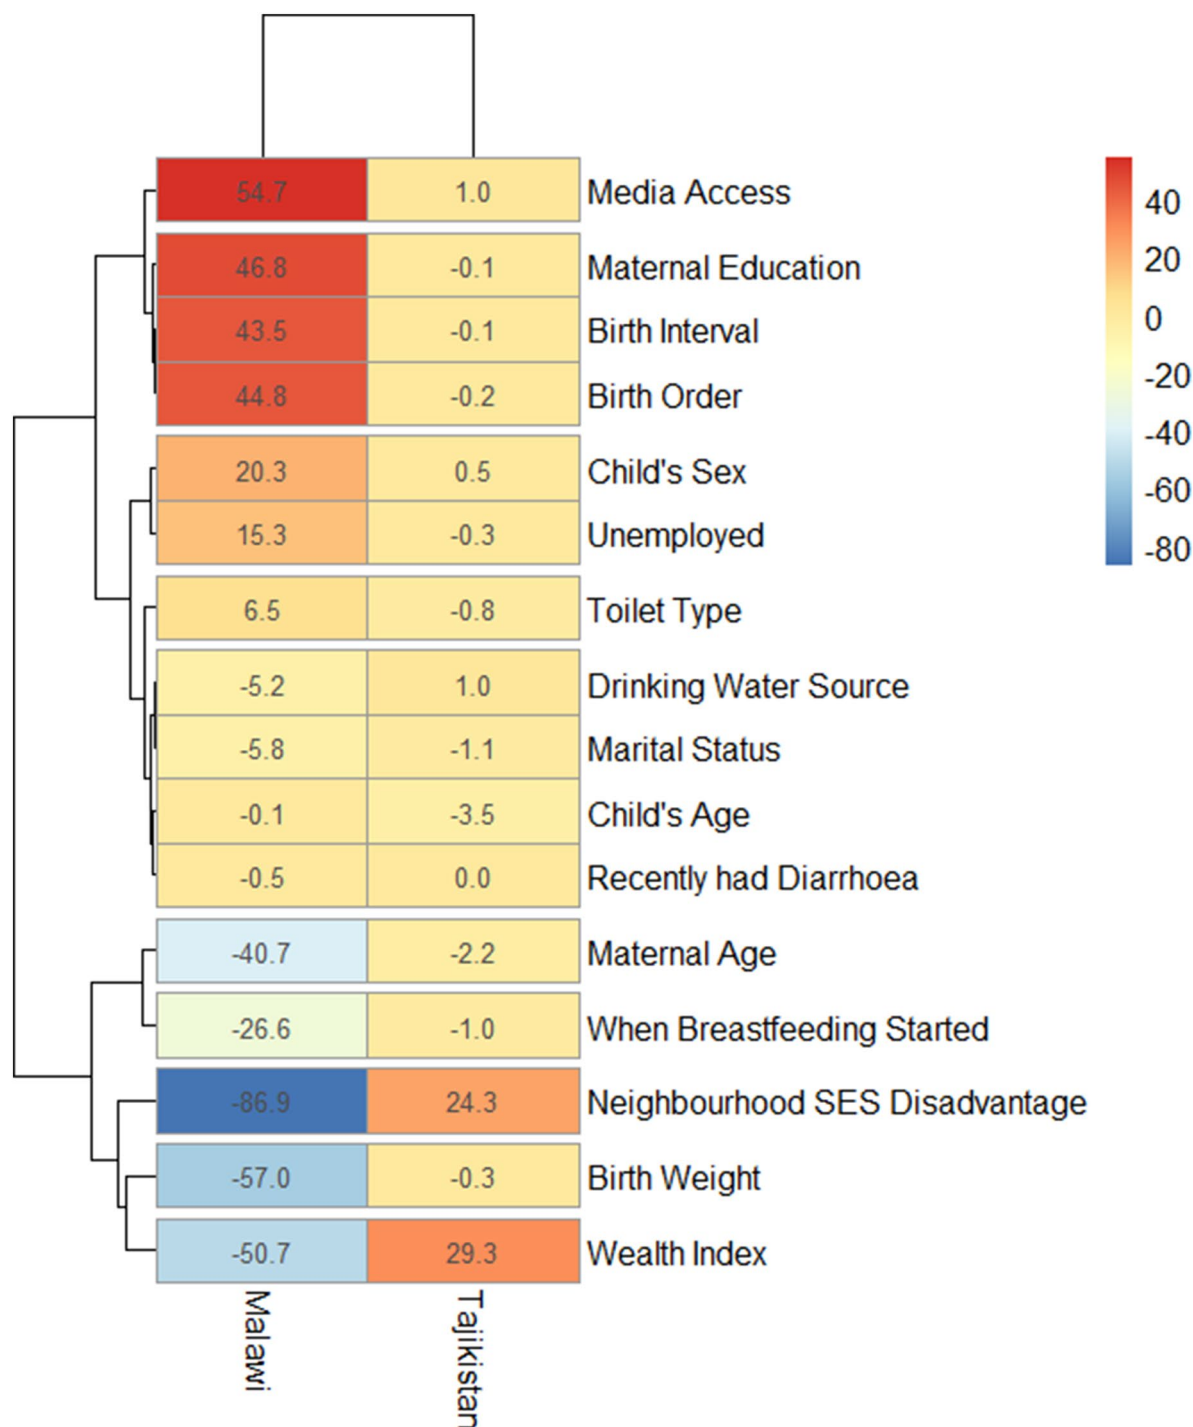 54.7 1.0 Media Access
46.8 -0.1 Maternal Education
43.5 -0.1 Birth Interval
44.8 -0.2 Birth Order
20.3 0.5 Child's Sex
15.3 -0.3 Unemployed
6.5 -0.8 Toilet Type
-5.2 1.0 Drinking Water Source
-5.8 -1.1 Marital Status
-0.1 -3.5 Child's Age
-0.5 0.0 Recently had Diarrhoea
-40.7 -2.2 Maternal Age
-26.6 -1.0 When Breastfeeding Started
-86.9 24.3 Neighbourhood SES Disadvantage
-57.0 -0.3 Birth Weight
-50.7 29.3 Wealth Index
Malawi
Tajikistan
40
20
0
-20
-40
-60
-80